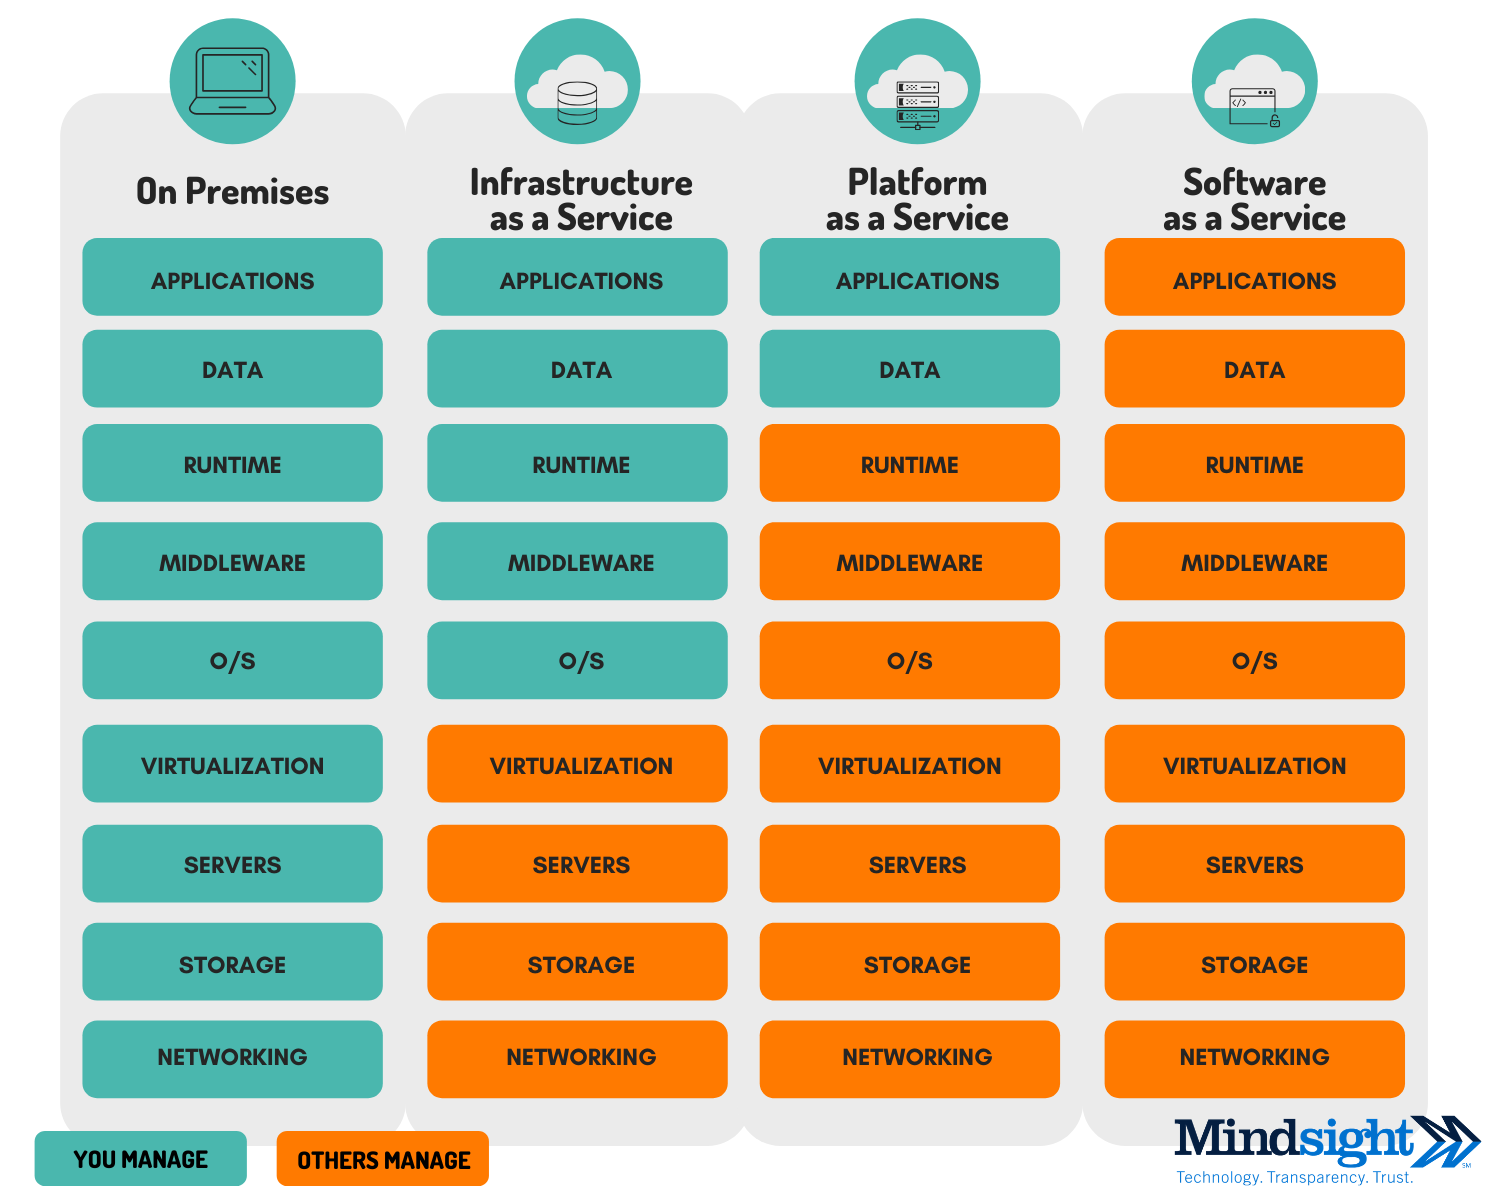 On Premises
Infrastructure
as a Service
Platform
as a Service
Software
as a Service
APPLICATIONS APPLICATIONS APPLICATIONS APPLICATIONS
DATA DATA DATA DATA
RUNTIME RUNTIME RUNTIME RUNTIME
MIDDLEWARE MIDDLEWARE MIDDLEWARE MIDDLEWARE
O/S O/S O/S O/S
VIRTUALIZATION VIRTUALIZATION VIRTUALIZATION VIRTUALIZATION
SERVERS SERVERS SERVERS SERVERS
STORAGE STORAGE STORAGE STORAGE
NETWORKING NETWORKING NETWORKING NETWORKING
YOU MANAGE OTHERS MANAGE
Mindsight SM
Technology. Transparency. Trust.